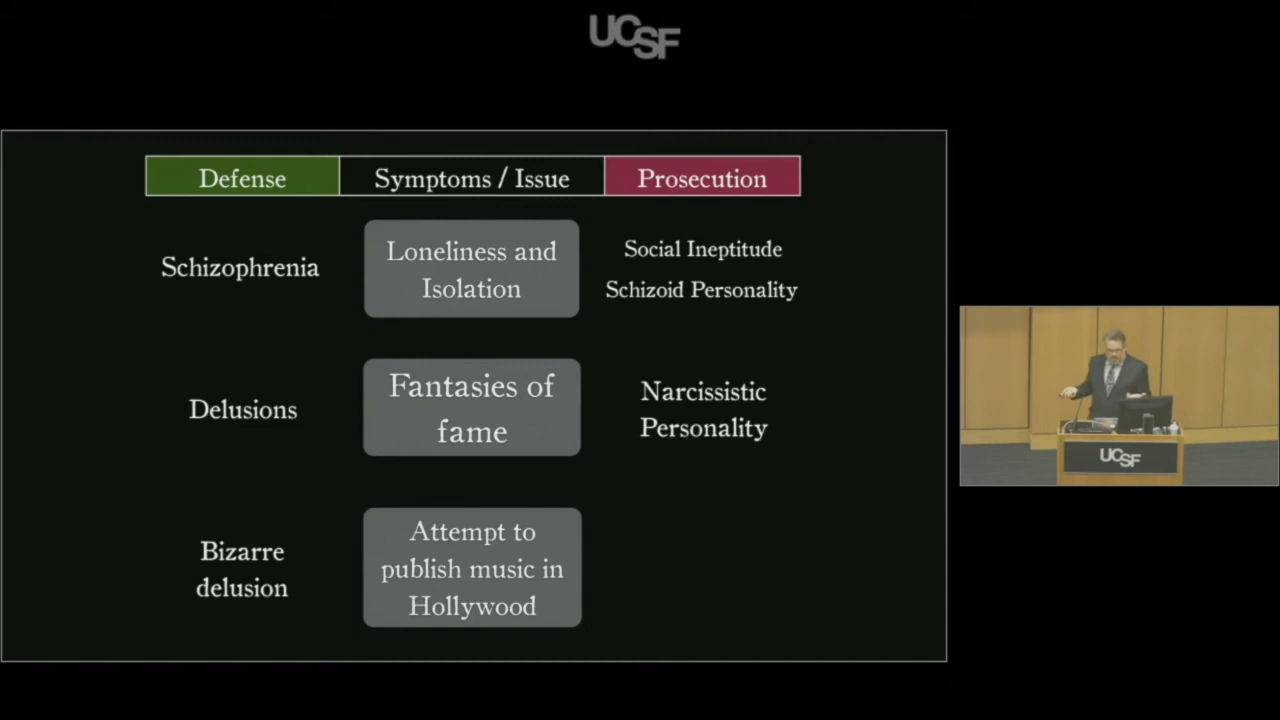 UCSF
Defense
Symptoms / Issue
Prosecution
Schizophrenia
Loneliness and
Isolation
Social Ineptitude
Schizoid Personality
Delusions
Fantasies of
fame
Narcissistic
Personality
Bizarre
delusion
Attempt to
publish music in
Hollywood
UCSF